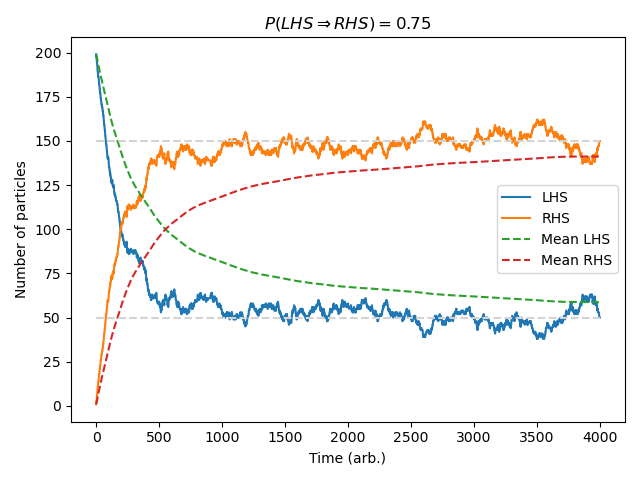 P(LHS ⇒ RHS) = 0.75
Number of particles
200
175
150
125
100
75
50
25
0
LHS
RHS
Mean LHS
Mean RHS
0 500 1000 1500 2000 2500 3000 3500 4000
Time (arb.)